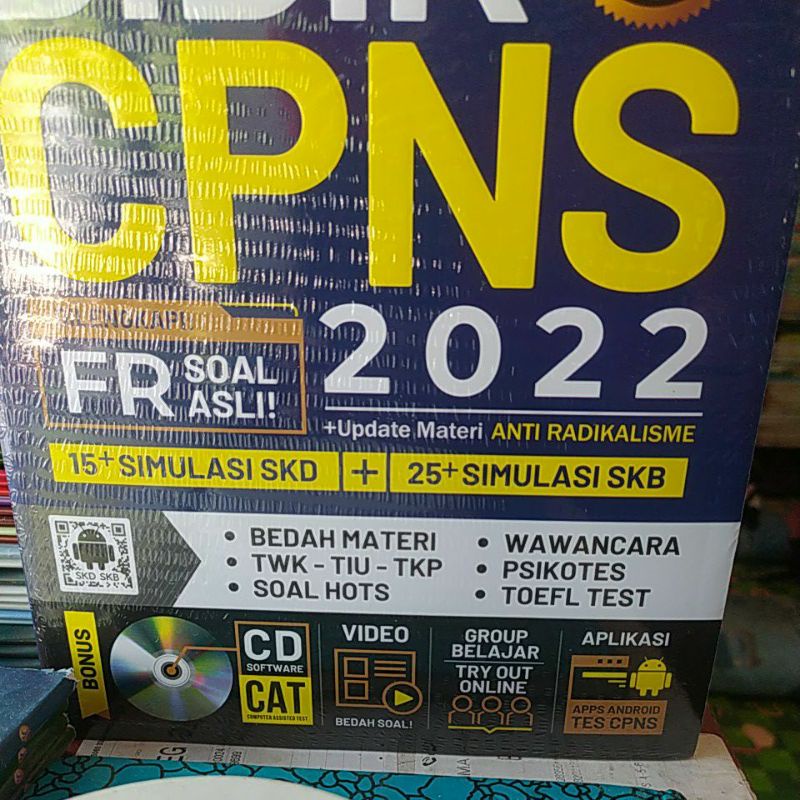 CPNS
2022
FR SOAL
ASLI!
+Update Materi ANTI RADIKALISME
15+ SIMULASI SKD + 25+ SIMULASI SKB
SKD SKB
• BEDAH MATERI
• TWK - TIU - TKP
• SOAL HOTS
• WAWANCARA
• PSIKOTES
• TOEFL TEST
BONUS
CD
SOFTWARE
CAT
COMPUTER ASSISTED TEST
VIDEO
BEDAH SOAL!
GROUP
BELAJAR
TRY OUT
ONLINE
APLIKASI
APPS ANDROID
TES CPNS